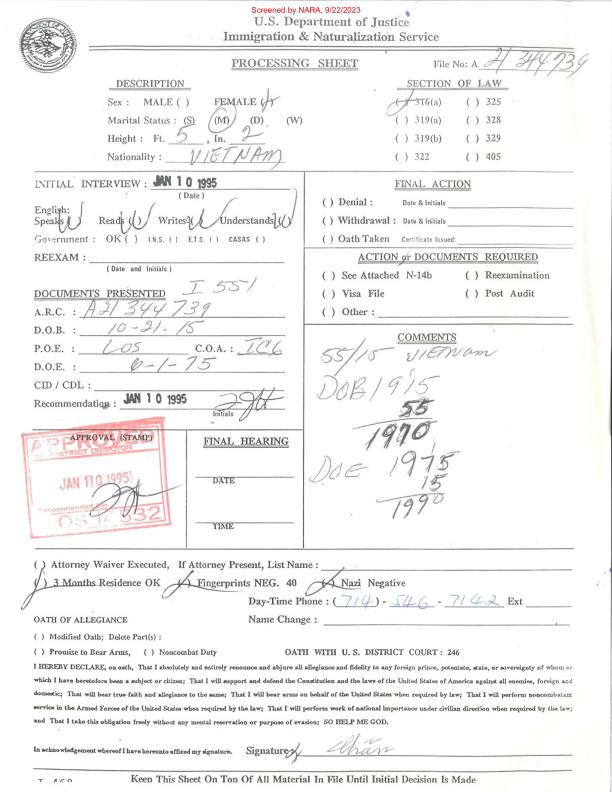 Screened by NARA, 9/22/2023
U.S. Department of Justice
Immigration & Naturalization Service
PROCESSING SHEET
File No: A 21 344 739
DESCRIPTION
Sex : MALE ( ) FEMALE (✓)
Marital Status : (S) (M) (D) (W)
Height : Ft. 5 , In. 2
Nationality : VIETNAM
SECTION OF LAW
(✓) 316(a) ( ) 325
( ) 319(a) ( ) 328
( ) 319(b) ( ) 329
( ) 322 ( ) 405
INITIAL INTERVIEW : JAN 10 1995
(Date)
English:
Speaks (✓) Reads (✓) Writes (✓) Understands (✓)
Government : OK ( ) I.N.S. ( ) E.T.S. ( ) CASAS ( )
REEXAM :
(Date and Initials)
DOCUMENTS PRESENTED I 551
A.R.C. : A21 344 739
D.O.B. : 10-21-15
P.O.E. : LOS C.O.A. : IC6
D.O.E. : 6-1-75
CID / CDL :
Recommendation : JAN 10 1995
Initials
FINAL ACTION
( ) Denial : Date & Initials
( ) Withdrawal : Date & Initials
( ) Oath Taken Certificate Issued:
ACTION or DOCUMENTS REQUIRED
( ) See Attached N-14b ( ) Reexamination
( ) Visa File ( ) Post Audit
( ) Other :
COMMENTS
55/15 VIETNAM
DOB 1915
55
1970
DOE 1975
15
1990
APPROVAL (STAMP)
APPROVED
DISTRICT DIRECTOR
JAN 10 1995
Recommended
LOS 14332
FINAL HEARING
DATE
TIME
( ) Attorney Waiver Executed, If Attorney Present, List Name :
(✓) 3 Months Residence OK (✓) Fingerprints NEG. 40 (✓) Nazi Negative
Day-Time Phone : (714) - 546 - 7142 Ext
Name Change :
OATH OF ALLEGIANCE
( ) Modified Oath; Delete Part(s) :
( ) Promise to Bear Arms, ( ) Noncombat Duty OATH WITH U. S. DISTRICT COURT : 246
I HEREBY DECLARE, on oath, That I absolutely and entirely renounce and abjure all allegiance and fidelity to any foreign prince, potentate, state, or sovereignty of whom or
which I have heretofore been a subject or citizen; That I will support and defend the Constitution and the laws of the United States of America against all enemies, foreign and
domestic; That will bear true faith and allegiance to the same; That I will bear arms on behalf of the United States when required by law; That I will perform noncombatant
service in the Armed Forces of the United States when required by the law; That I will perform work of national importance under civilian direction when required by the law;
and That I take this obligation freely without any mental reservation or purpose of evasion; SO HELP ME GOD.
In acknowledgement whereof I have hereunto affixed my signature. Signature
Keep This Sheet On Top Of All Material In File Until Initial Decision Is Made